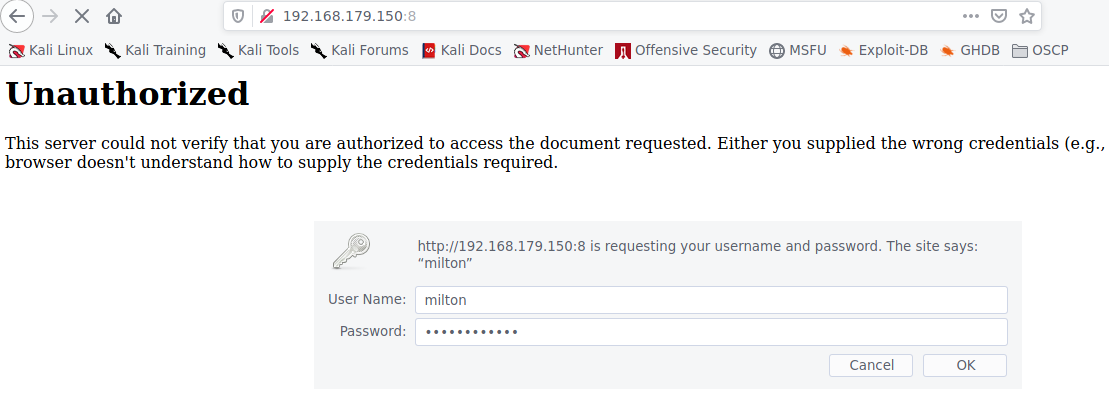 192.168.179.150:8
Kali Linux Kali Training Kali Tools Kali Forums Kali Docs NetHunter Offensive Security MSFU Exploit-DB GHDB OSCP
Unauthorized
This server could not verify that you are authorized to access the document requested. Either you supplied the wrong credentials (e.g.,
browser doesn't understand how to supply the credentials required.
http://192.168.179.150:8 is requesting your username and password. The site says:
“milton”
User Name: milton
Password: ••••••••••••
Cancel OK